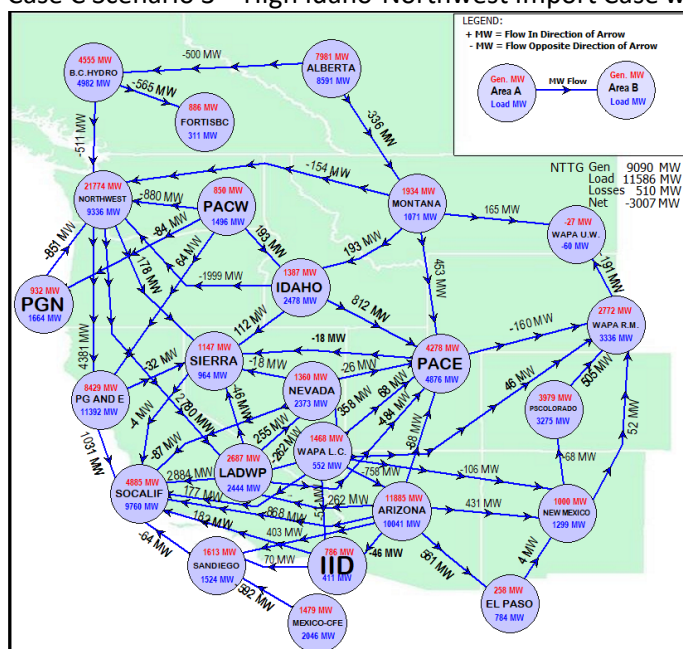 LEGEND:
+ MW = Flow In Direction of Arrow
- MW = Flow Opposite Direction of Arrow
Gen. MW
Area A
Load MW
MW Flow
Gen. MW
Area B
Load MW
NTTG Gen 9090 MW
Load 11586 MW
Losses 510 MW
Net -3007 MW
4555 MW
B.C.HYDRO
4982 MW
-500 MW
7981 MW
ALBERTA
8591 MW
-565 MW
886 MW
FORTISBC
311 MW
-511 MW
-336 MW
-154 MW
21774 MW
NORTHWEST
9336 MW
-880 MW
850 MW
PACW
1496 MW
1934 MW
MONTANA
1071 MW
165 MW
-27 MW
WAPA U.W.
-60 MW
-84 MW
193 MW
193 MW
-851 MW
-178 MW
64 MW
-1999 MW
1387 MW
IDAHO
2478 MW
453 MW
-191 MW
932 MW
PGN
1664 MW
112 MW
812 MW
2772 MW
WAPA R.M.
3336 MW
4381 MW
-32 MW
1147 MW
SIERRA
964 MW
-18 MW
4278 MW
PACE
4876 MW
-160 MW
-18 MW
-26 MW
1360 MW
NEVADA
2373 MW
8429 MW
PG AND E
11392 MW
-4 MW
2780 MW
-46 MW
358 MW
68 MW
-484 MW
46 MW
505 MW
3979 MW
PSCOLORADO
3275 MW
1031 MW
-87 MW
255 MW
-262 MW
1468 MW
WAPA L.C.
552 MW
-88 MW
52 MW
-68 MW
4885 MW
SOCALIF
9760 MW
2884 MW
2687 MW
LADWP
2444 MW
-758 MW
-106 MW
177 MW
-868 MW
262 MW
11885 MW
ARIZONA
10041 MW
431 MW
1000 MW
NEW MEXICO
1299 MW
182 MW
403 MW
-64 MW
1613 MW
SANDIEGO
1524 MW
70 MW
786 MW
IID
411 MW
-46 MW
561 MW
4 MW
592 MW
1479 MW
MEXICO-CFE
2046 MW
258 MW
EL PASO
784 MW